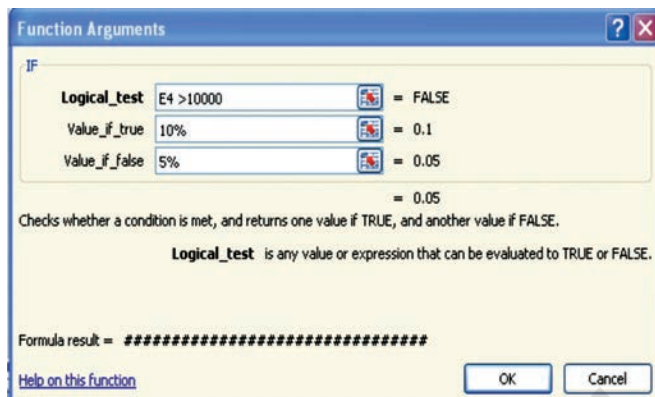 Function Arguments
IF
Logical_test E4 >10000 = FALSE
Value_if_true 10% = 0.1
Value_if_false 5% = 0.05
= 0.05
Checks whether a condition is met, and returns one value if TRUE, and another value if FALSE.
Logical_test is any value or expression that can be evaluated to TRUE or FALSE.
Formula result = ################################
Help on this function OK Cancel